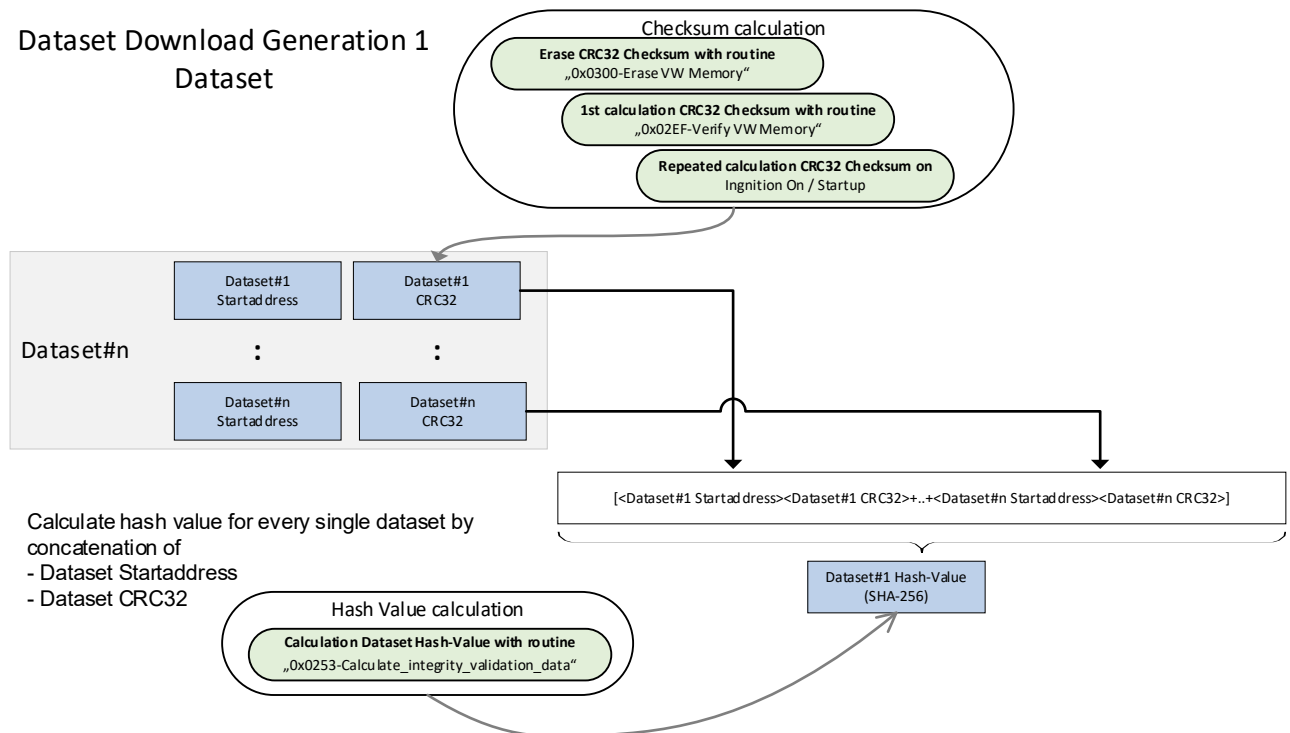 Dataset Download Generation 1
Dataset
Checksum calculation
Erase CRC32 Checksum with routine
„0x0300-Erase VW Memory“
1st calculation CRC32 Checksum with routine
„0x02EF-Verify VW Memory“
Repeated calculation CRC32 Checksum on
Ingnition On / Startup
Dataset#n
Dataset#1
Startaddress
Dataset#1
CRC32
:
:
Dataset#n
Startaddress
Dataset#n
CRC32
[<Dataset#1 Startaddress><Dataset#1 CRC32>+..+<Dataset#n Startaddress><Dataset#n CRC32>]
Calculate hash value for every single dataset by
concatenation of
- Dataset Startaddress
- Dataset CRC32
Dataset#1 Hash-Value
(SHA-256)
Hash Value calculation
Calculation Dataset Hash-Value with routine
„0x0253-Calculate_integrity_validation_data“